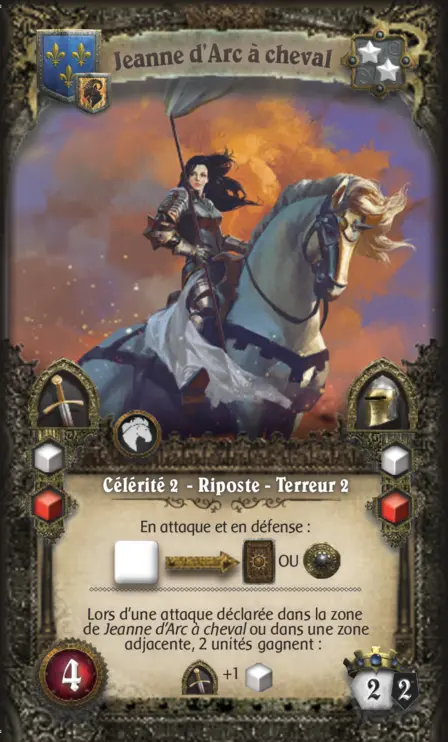 Jeanne d'Arc à cheval
Célérité 2 - Riposte - Terreur 2
En attaque et en défense :
OU
Lors d'une attaque déclarée dans la zone
de Jeanne d'Arc à cheval ou dans une zone
adjacente, 2 unités gagnent :
+1
4
2 2